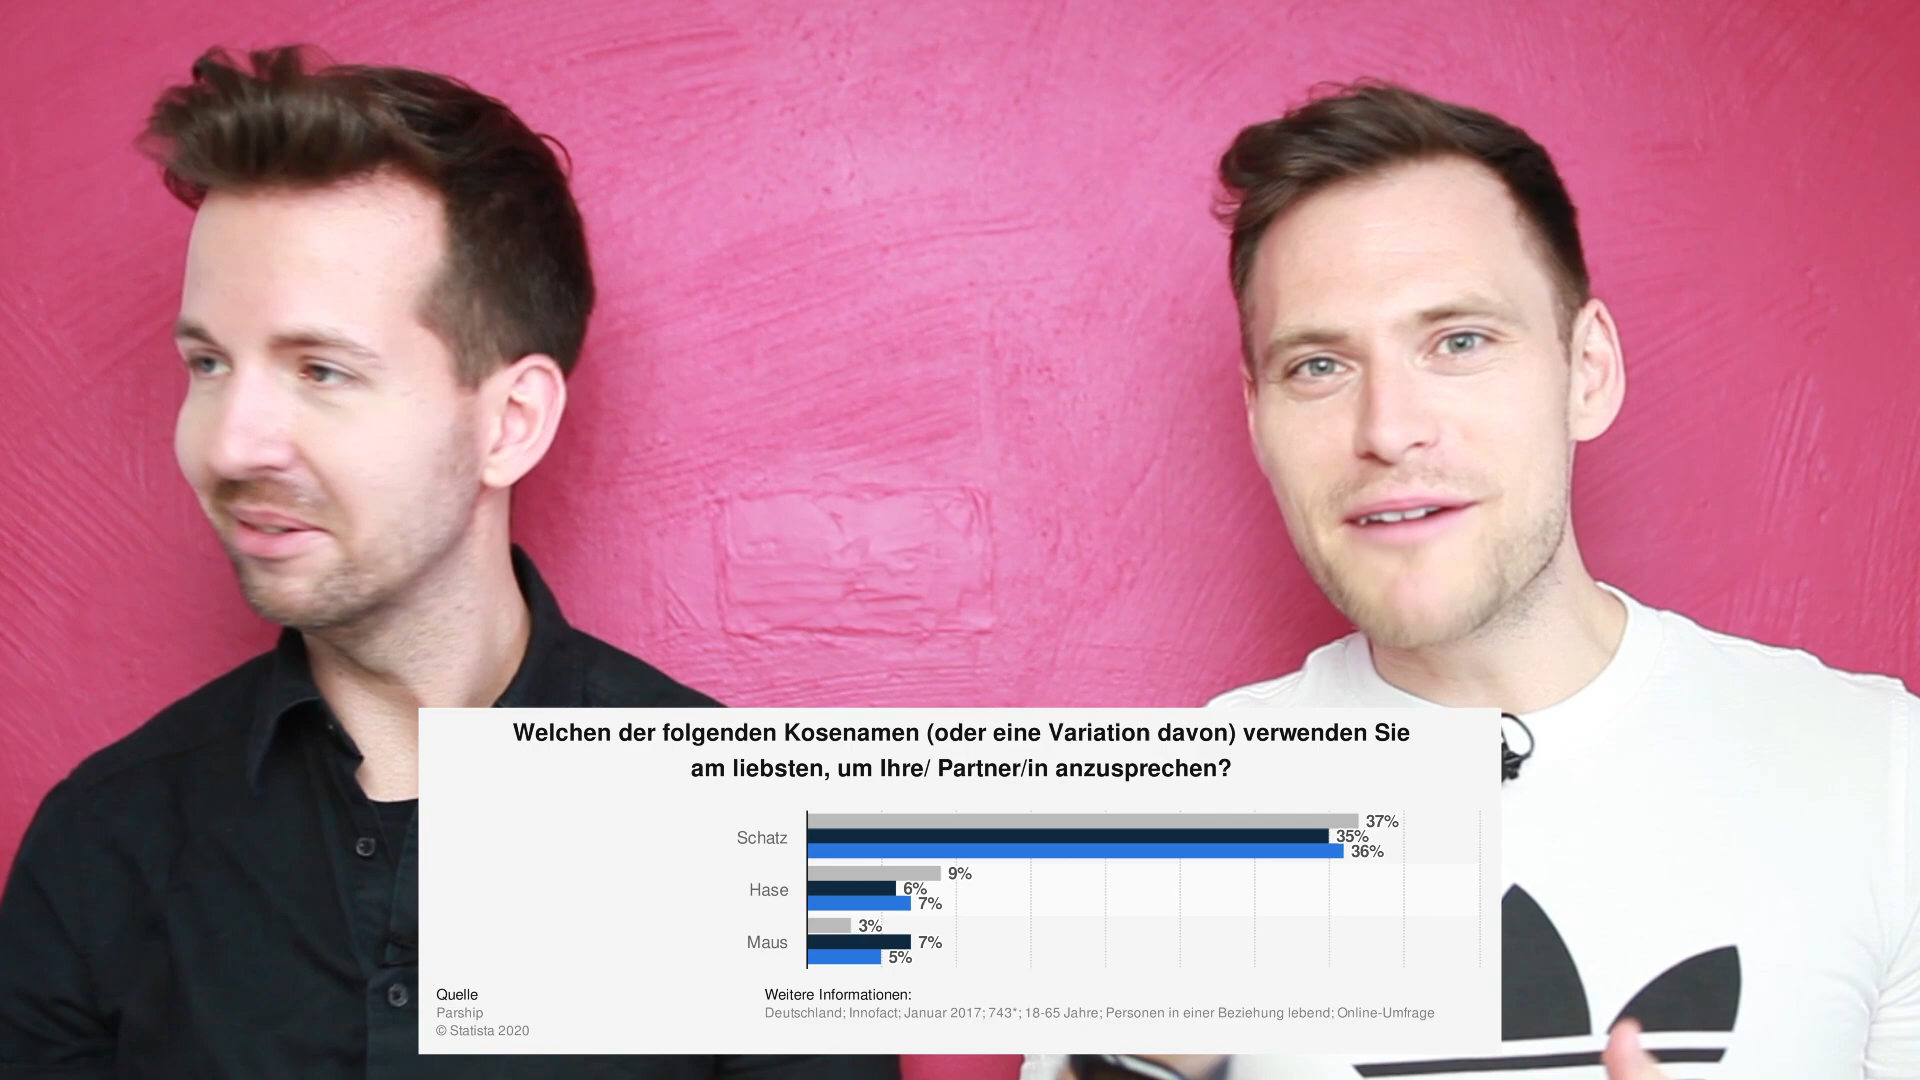 Welchen der folgenden Kosenamen (oder eine Variation davon) verwenden Sie
am liebsten, um Ihre/ Partner/in anzusprechen?
Schatz
37%
35%
36%
Hase
9%
6%
7%
Maus
3%
7%
5%
Quelle
Parship
© Statista 2020
Weitere Informationen:
Deutschland; Innofact; Januar 2017; 743*; 18-65 Jahre; Personen in einer Beziehung lebend; Online-Umfrage